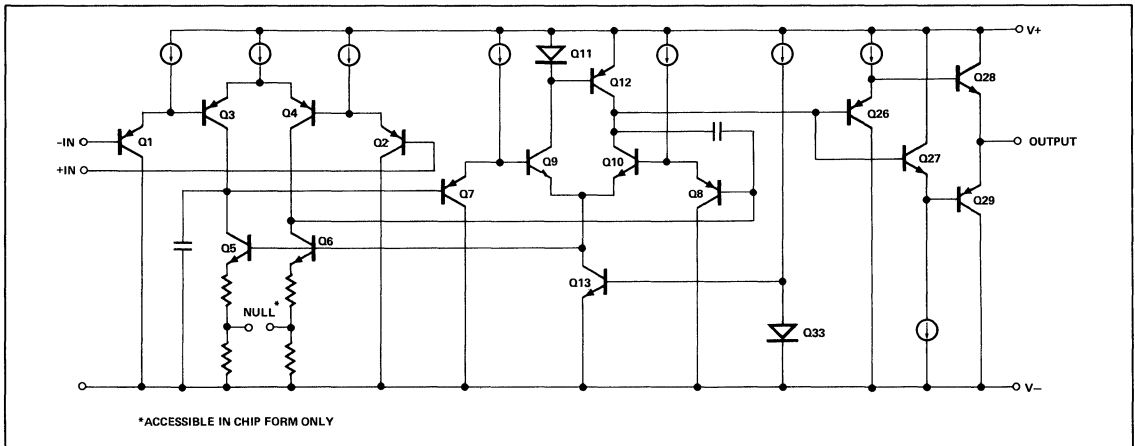 V+
Q11
Q12
Q3
Q4
Q28
Q26
-IN
Q1
Q2
OUTPUT
+IN
Q9
Q10
Q27
Q7
Q8
Q29
Q5
Q6
Q13
NULL*
Q33
V-
*ACCESSIBLE IN CHIP FORM ONLY